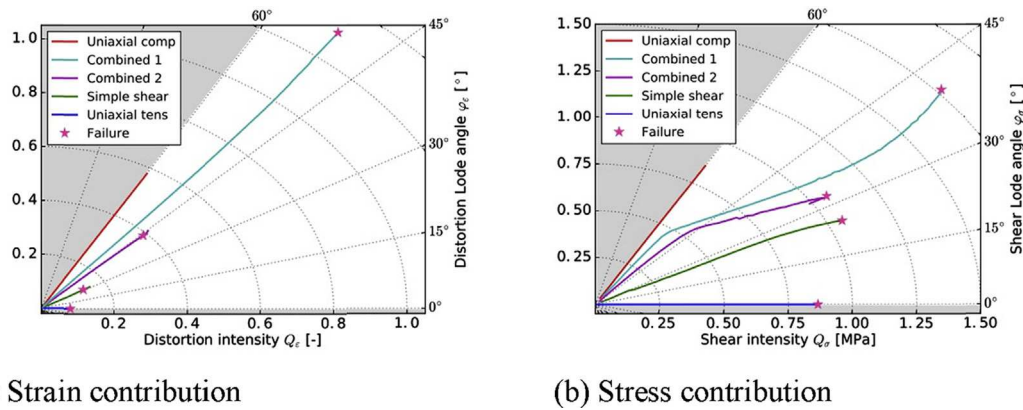 60°
45°
1.0
Uniaxial comp
Combined 1
Combined 2
Simple shear
Uniaxial tens
Failure
0.6
0.4
0.2
30°
15°
0°
Distortion Lode angle φε [°]
0.2 0.4 0.6 0.8 1.0
Distortion intensity Qε [-]
Strain contribution
60°
45°
1.50
1.25
1.00
0.75
0.50
0.25
Uniaxial comp
Combined 1
Combined 2
Simple shear
Uniaxial tens
Failure
30°
15°
0°
Shear Lode angle φσ [°]
0.25 0.50 0.75 1.00 1.25 1.50
Shear intensity Qσ [MPa]
(b) Stress contribution